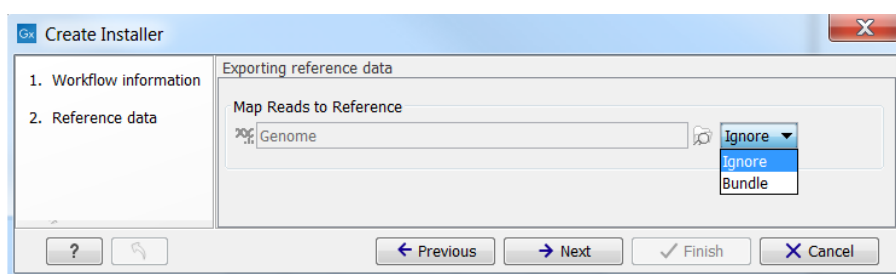 Gx Create Installer X
1. Workflow information
2. Reference data
Exporting reference data
Map Reads to Reference
Genome
Ignore
Ignore
Bundle
?
Previous
Next
Finish
Cancel